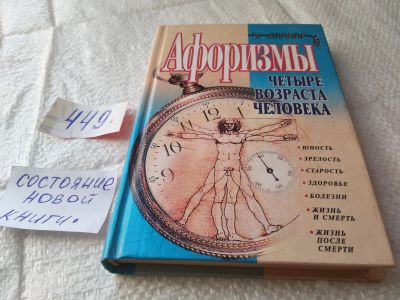 Афоризмы
ЧЕТЫРЕ
ВОЗРАСТА
ЧЕЛОВЕКА
• ЮНОСТЬ
• ЗРЕЛОСТЬ
• СТАРОСТЬ
• ЗДОРОВЬЕ
• БОЛЕЗНИ
• ЖИЗНЬ
И СМЕРТЬ
• ЖИЗНЬ
ПОСЛЕ
СМЕРТИ
449.
СОСТОЯНИЕ
НОВОЙ
КНИГИ.